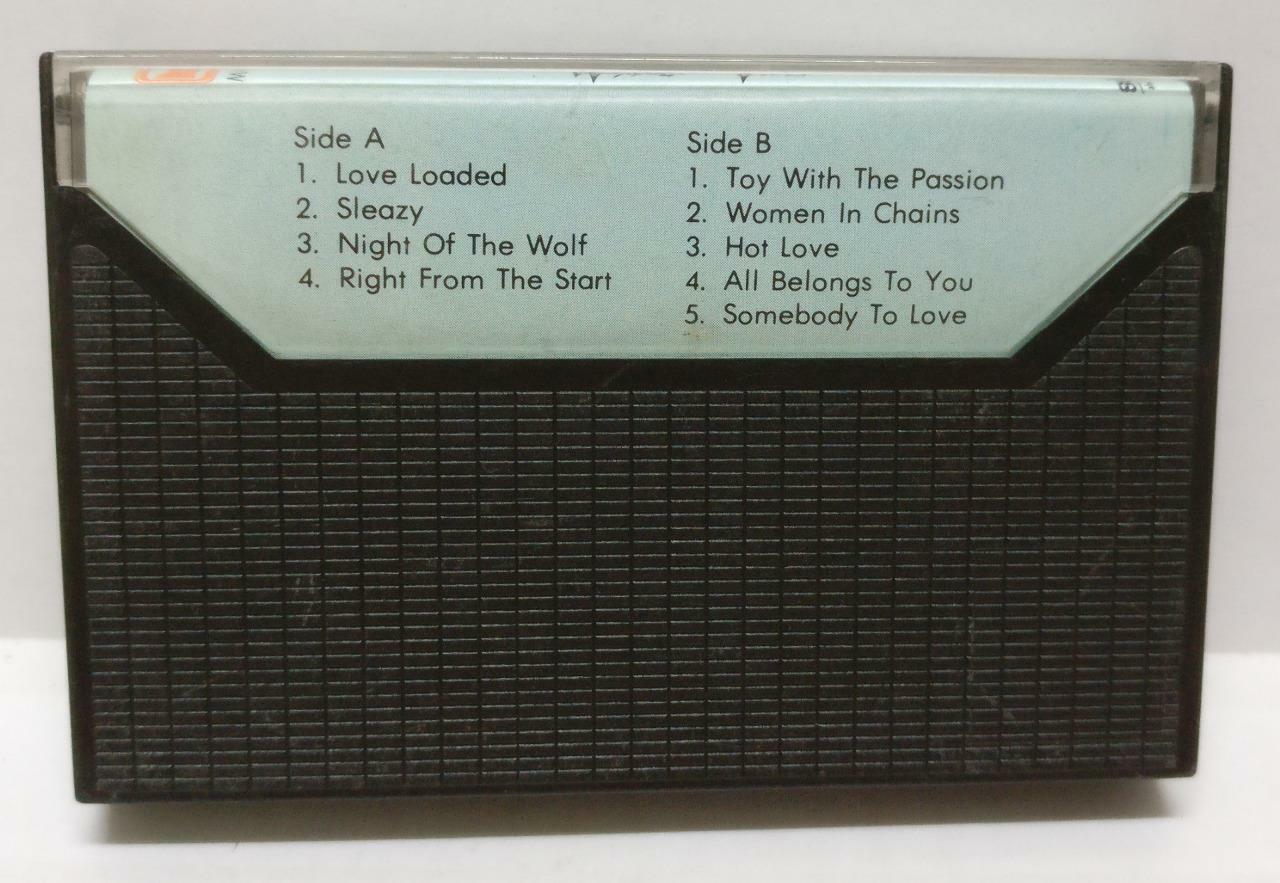 Side A
1. Love Loaded
2. Sleazy
3. Night Of The Wolf
4. Right From The Start
Side B
1. Toy With The Passion
2. Women In Chains
3. Hot Love
4. All Belongs To You
5. Somebody To Love